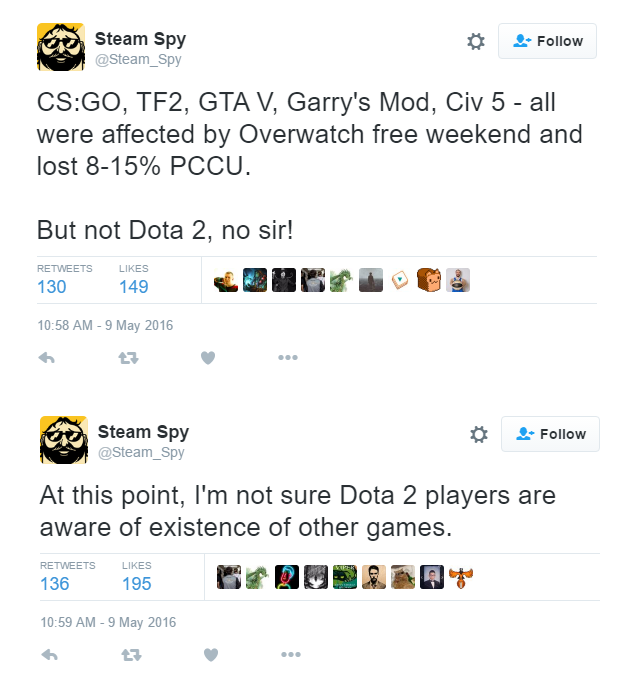 Steam Spy
@Steam_Spy
Follow
CS:GO, TF2, GTA V, Garry's Mod, Civ 5 - all
were affected by Overwatch free weekend and
lost 8-15% PCCU.
But not Dota 2, no sir!
RETWEETS LIKES
130 149
10:58 AM - 9 May 2016
Steam Spy
@Steam_Spy
Follow
At this point, I'm not sure Dota 2 players are
aware of existence of other games.
RETWEETS LIKES
136 195
VIPER
10:59 AM - 9 May 2016